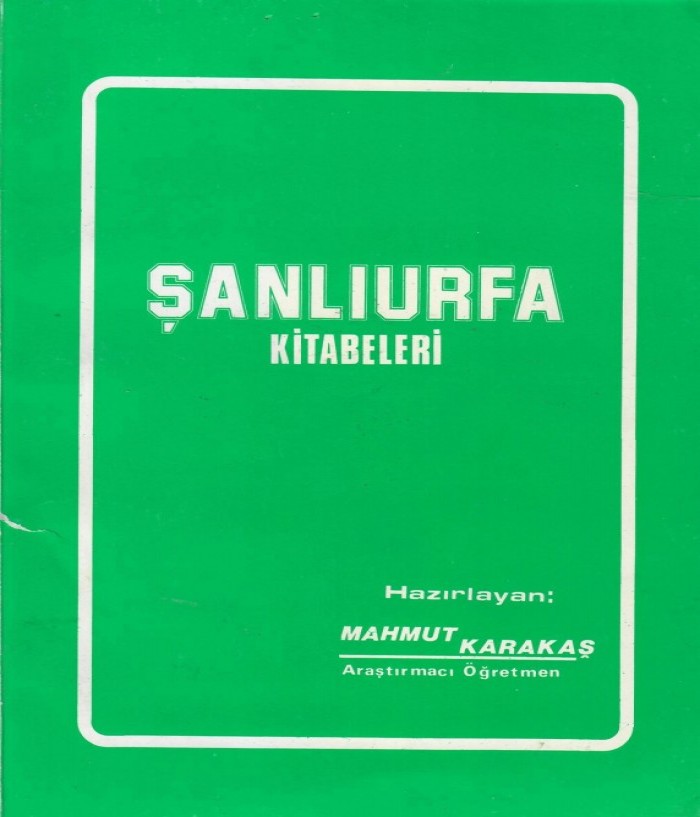 ŞANLIURFA
KİTABELERİ
Hazırlayan:
MAHMUT KARAKAŞ
Araştırmacı Öğretmen